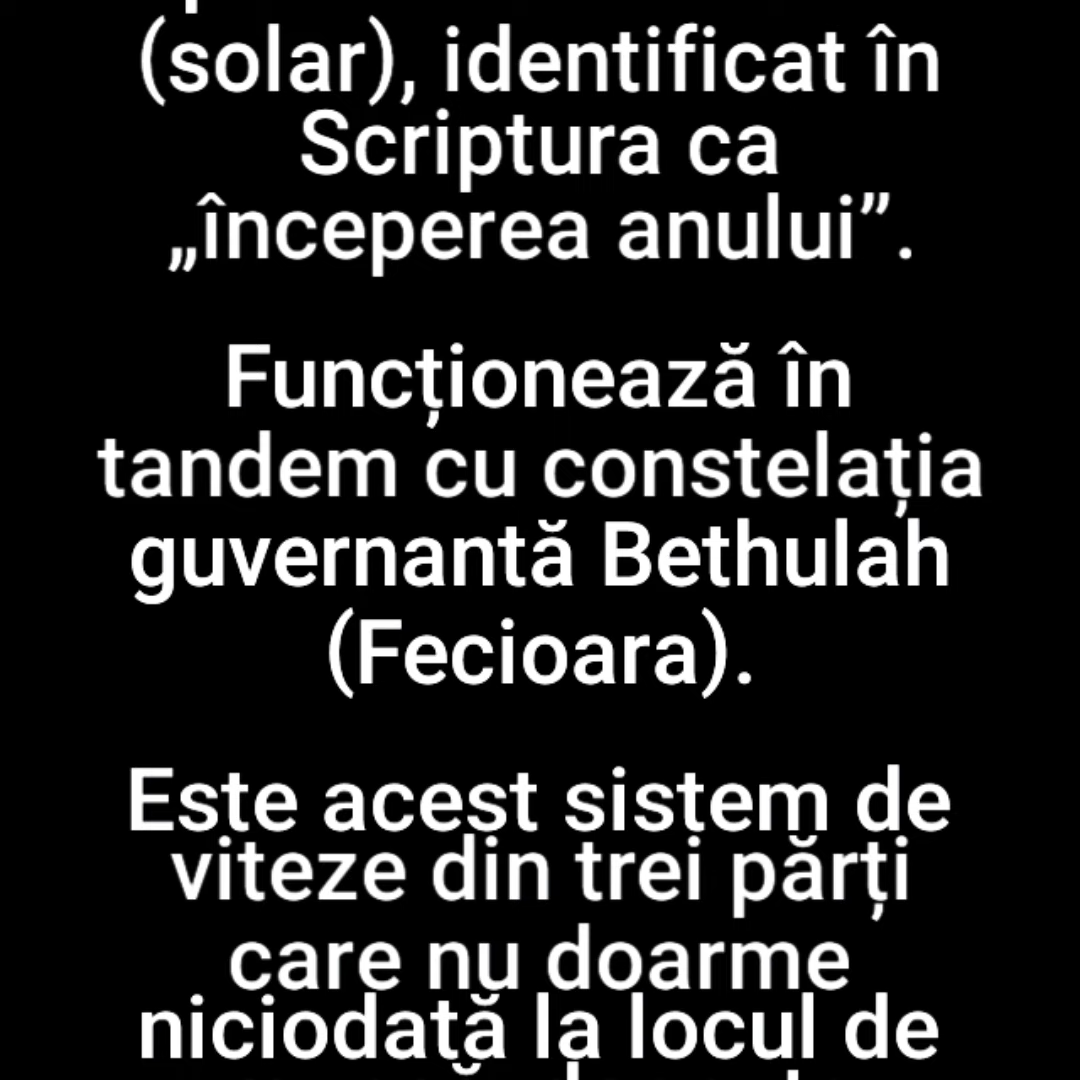 (solar), identificat în
Scriptura ca
„începerea anului”.
Funcționează în
tandem cu constelația
guvernantă Bethulah
(Fecioara).
Este acest sistem de
viteze din trei părți
care nu doarme
niciodată la locul de